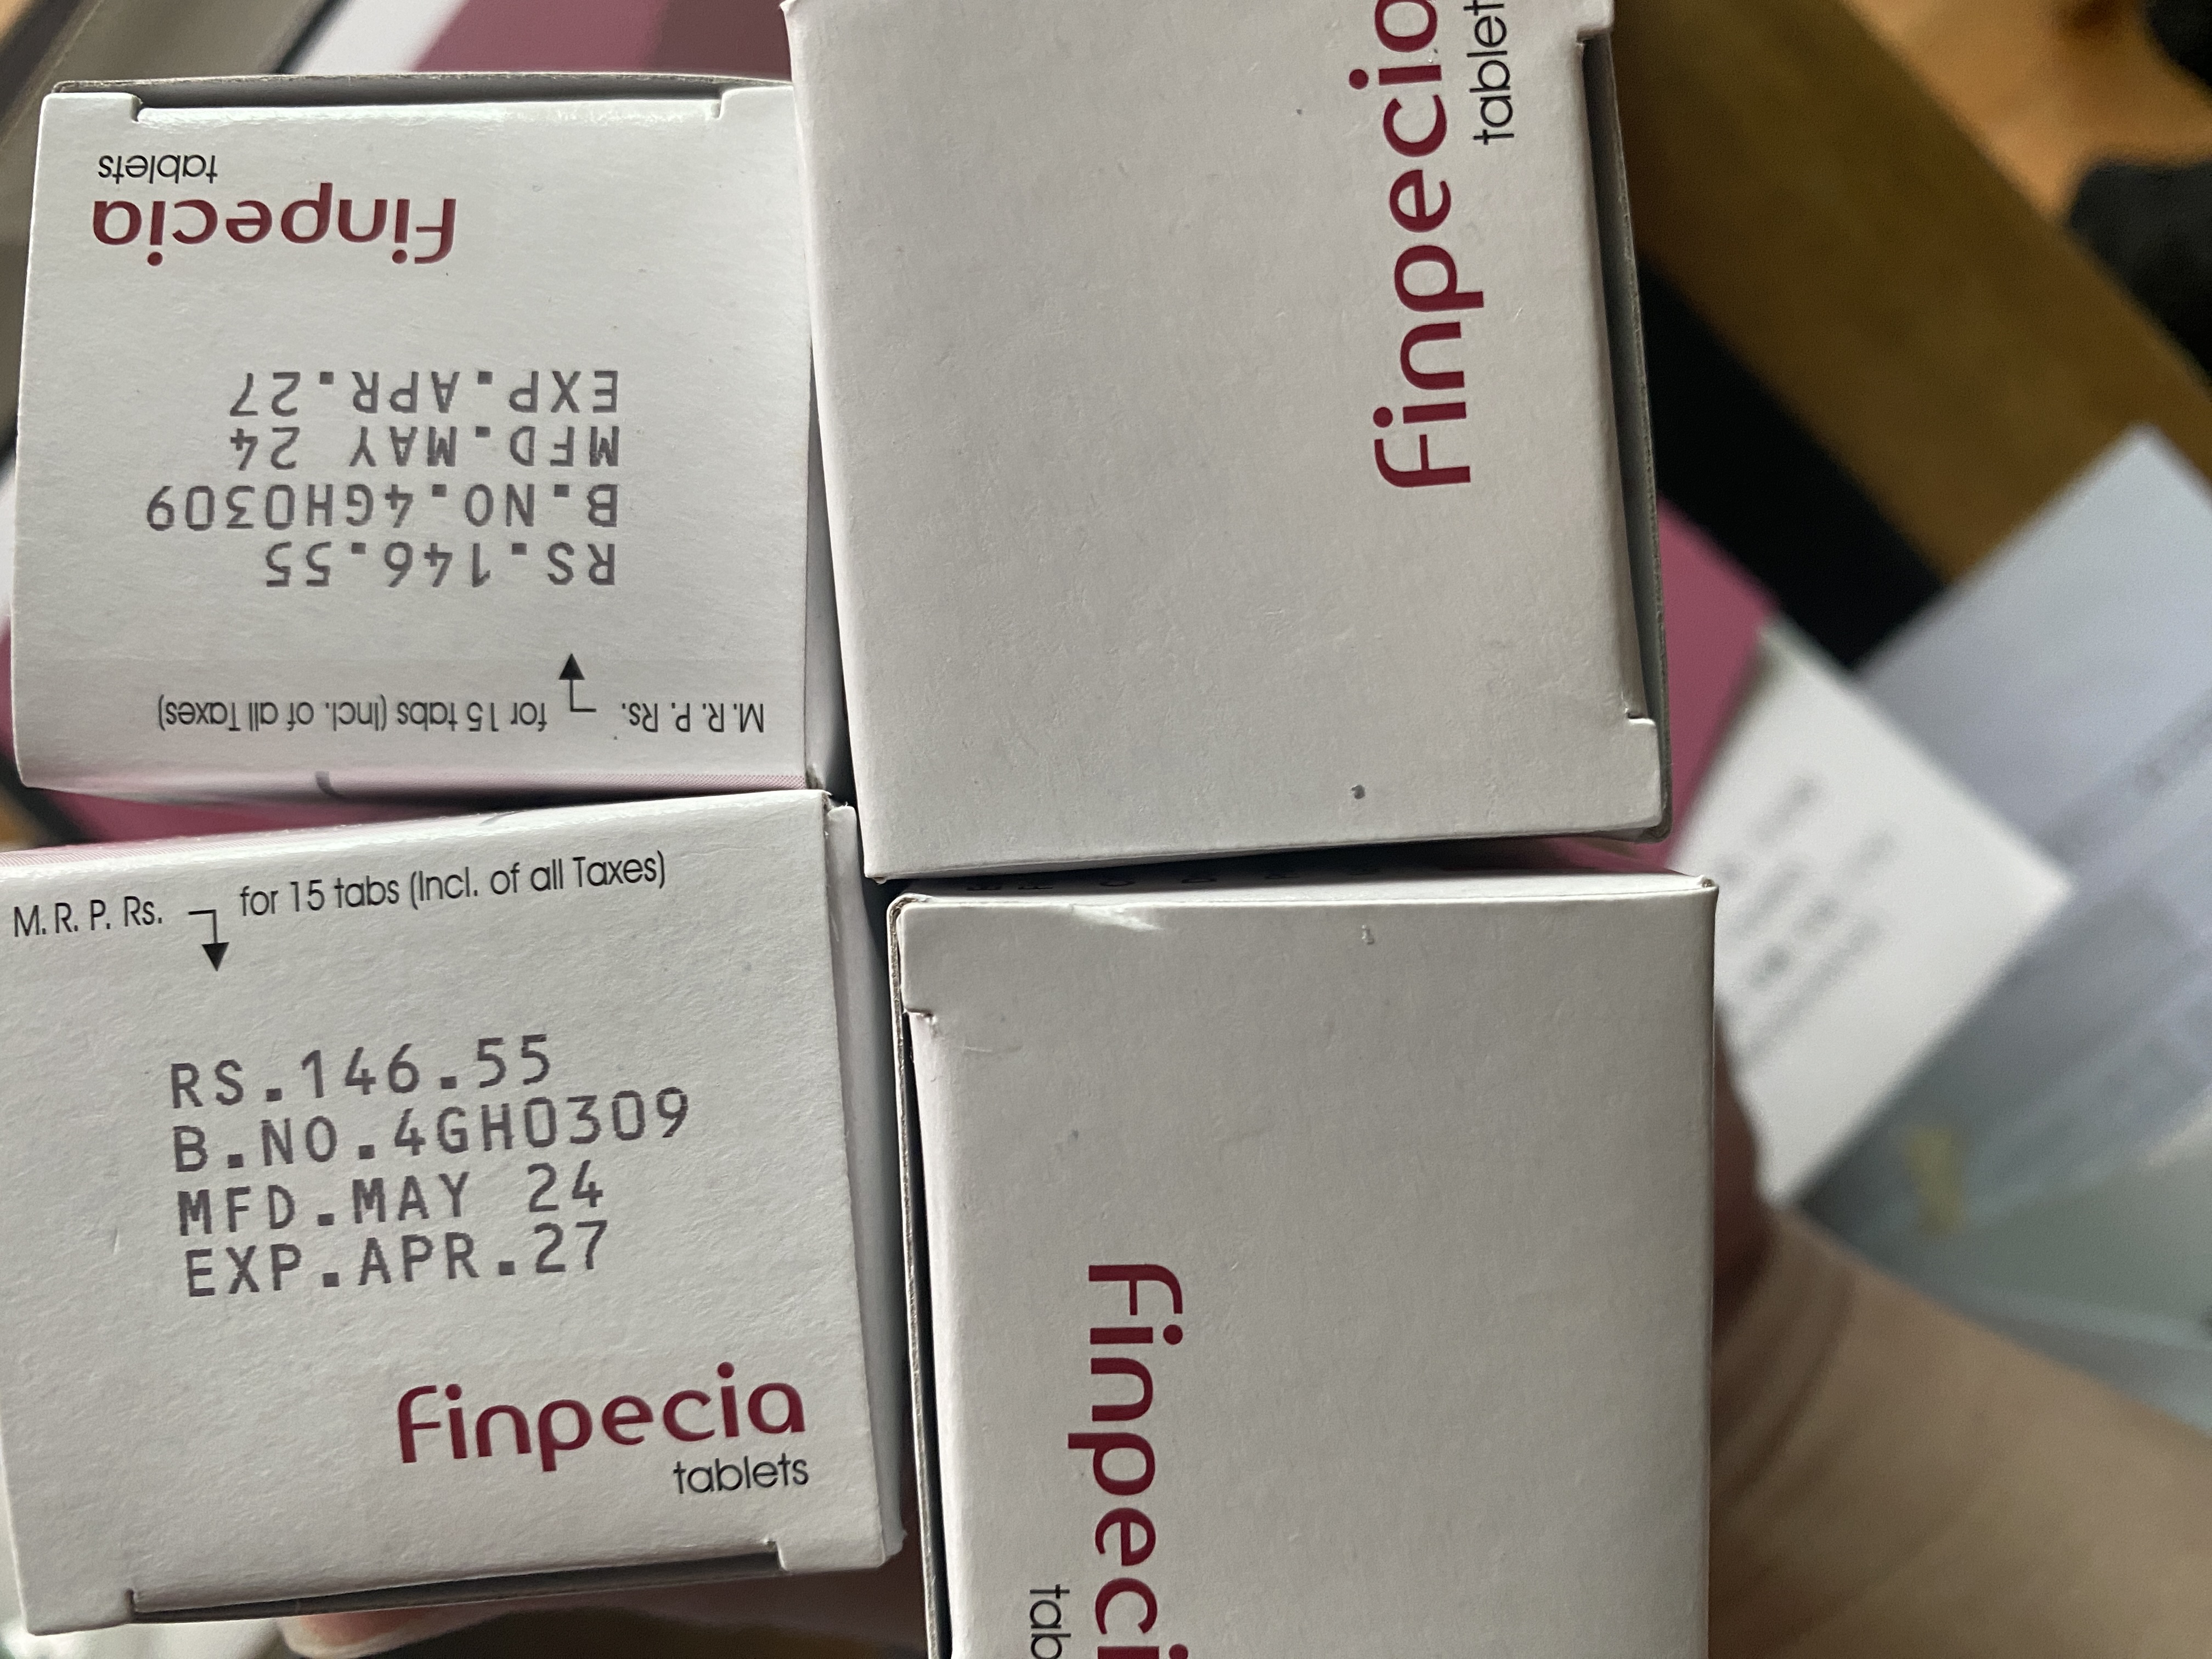 finpecia
tablets
EXP.APR.27
MFD.MAY 24
B.NO.4GH0309
RS.146.55
M.R.P. Rs. for 15 tabs (Incl. of all Taxes)
finpecia
tablet
M.R.P. Rs. for 15 tabs (Incl. of all Taxes)
RS.146.55
B.NO.4GH0309
MFD.MAY 24
EXP.APR.27
finpecia
tablets
finpeci
tab